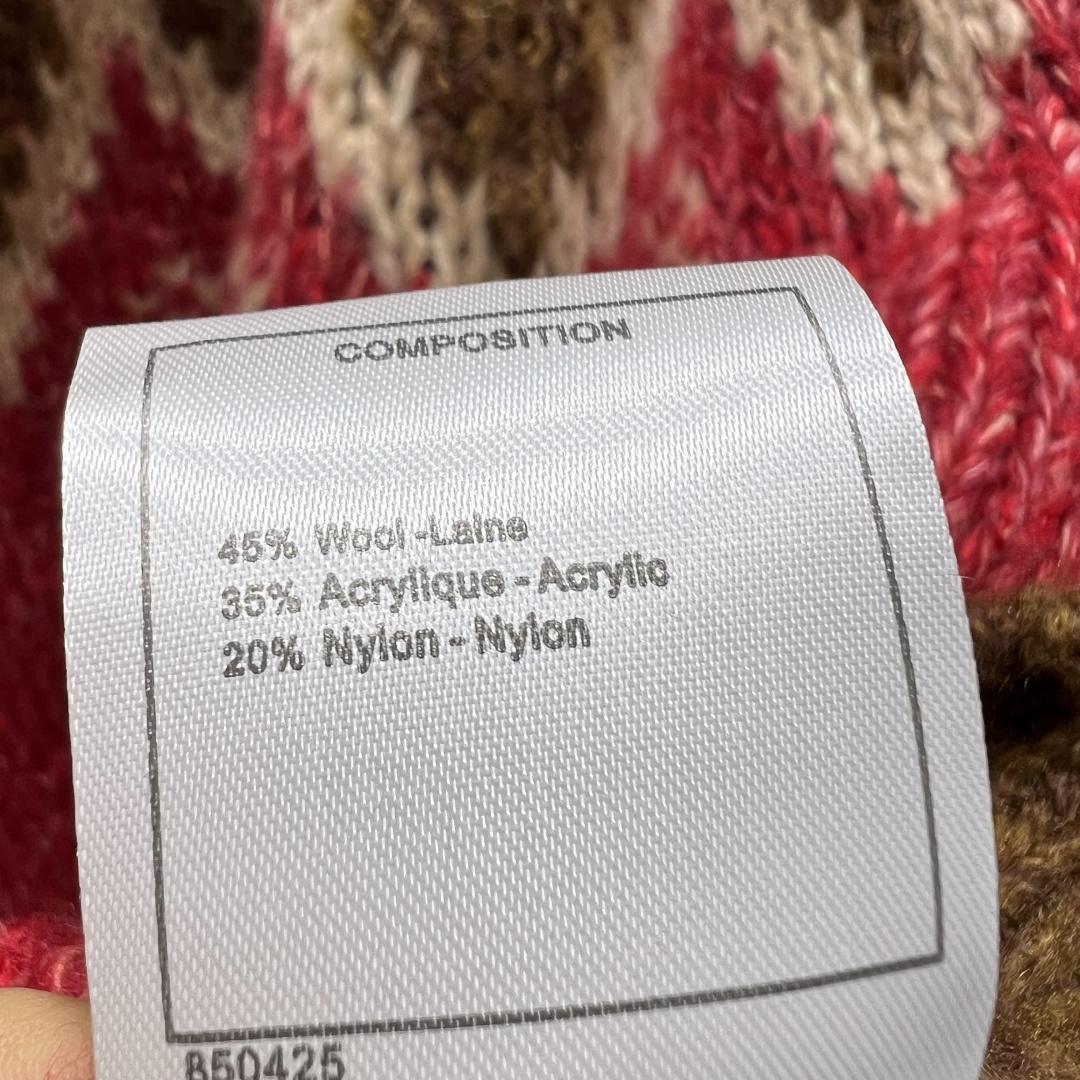 COMPOSITION
45% Wool -Laine
35% Acrylique - Acrylic
20% Nylon - Nylon
850425